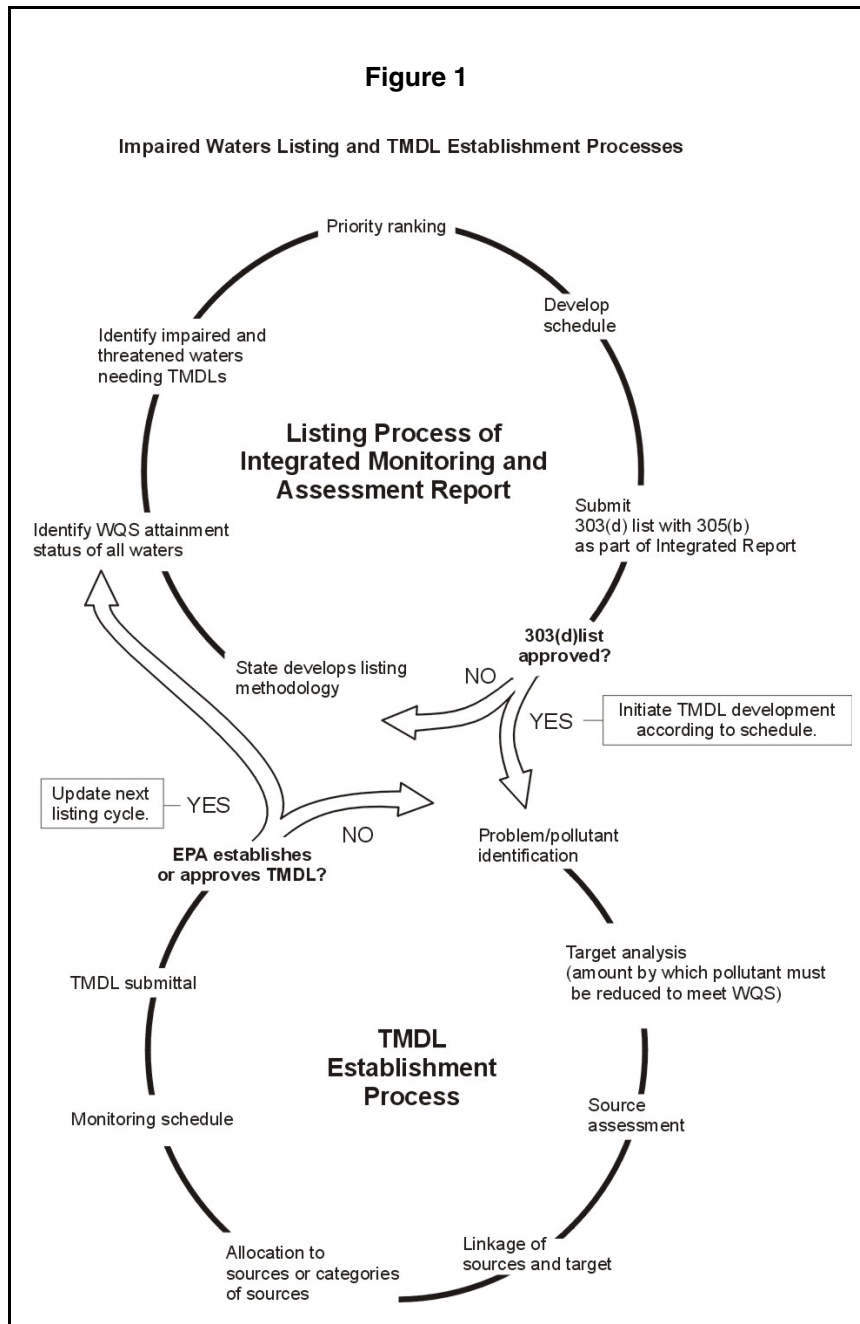 Figure 1
Impaired Waters Listing and TMDL Establishment Processes
Priority ranking
Develop
schedule
Identify impaired and
threatened waters
needing TMDLs
Listing Process of
Integrated Monitoring and
Assessment Report
Submit
303(d) list with 305(b)
as part of Integrated Report
Identify WQS attainment
status of all waters
303(d)list
approved?
State develops listing
methodology
NO
YES
Initiate TMDL development
according to schedule.
Update next
listing cycle.
YES
NO
EPA establishes
or approves TMDL?
Problem/pollutant
identification
Target analysis
(amount by which pollutant must
be reduced to meet WQS)
TMDL submittal
TMDL
Establishment
Process
Monitoring schedule
Source
assessment
Linkage of
sources and target
Allocation to
sources or categories
of sources